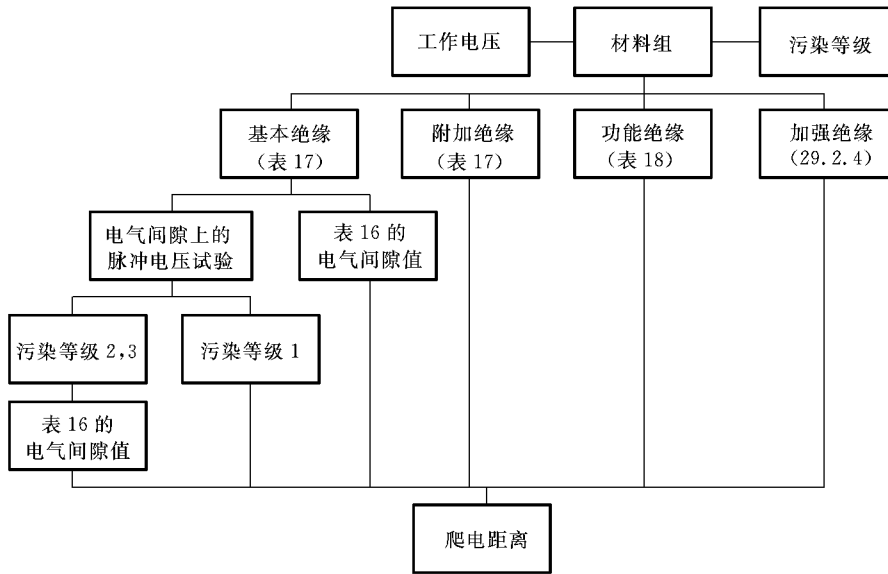 工作电压
材料组
污染等级
基本绝缘
（表 17）
附加绝缘
（表 17）
功能绝缘
（表 18）
加强绝缘
（29.2.4）
电气间隙上的
脉冲电压试验
表 16 的
电气间隙值
污染等级 2,3
污染等级 1
表 16 的
电气间隙值
爬电距离